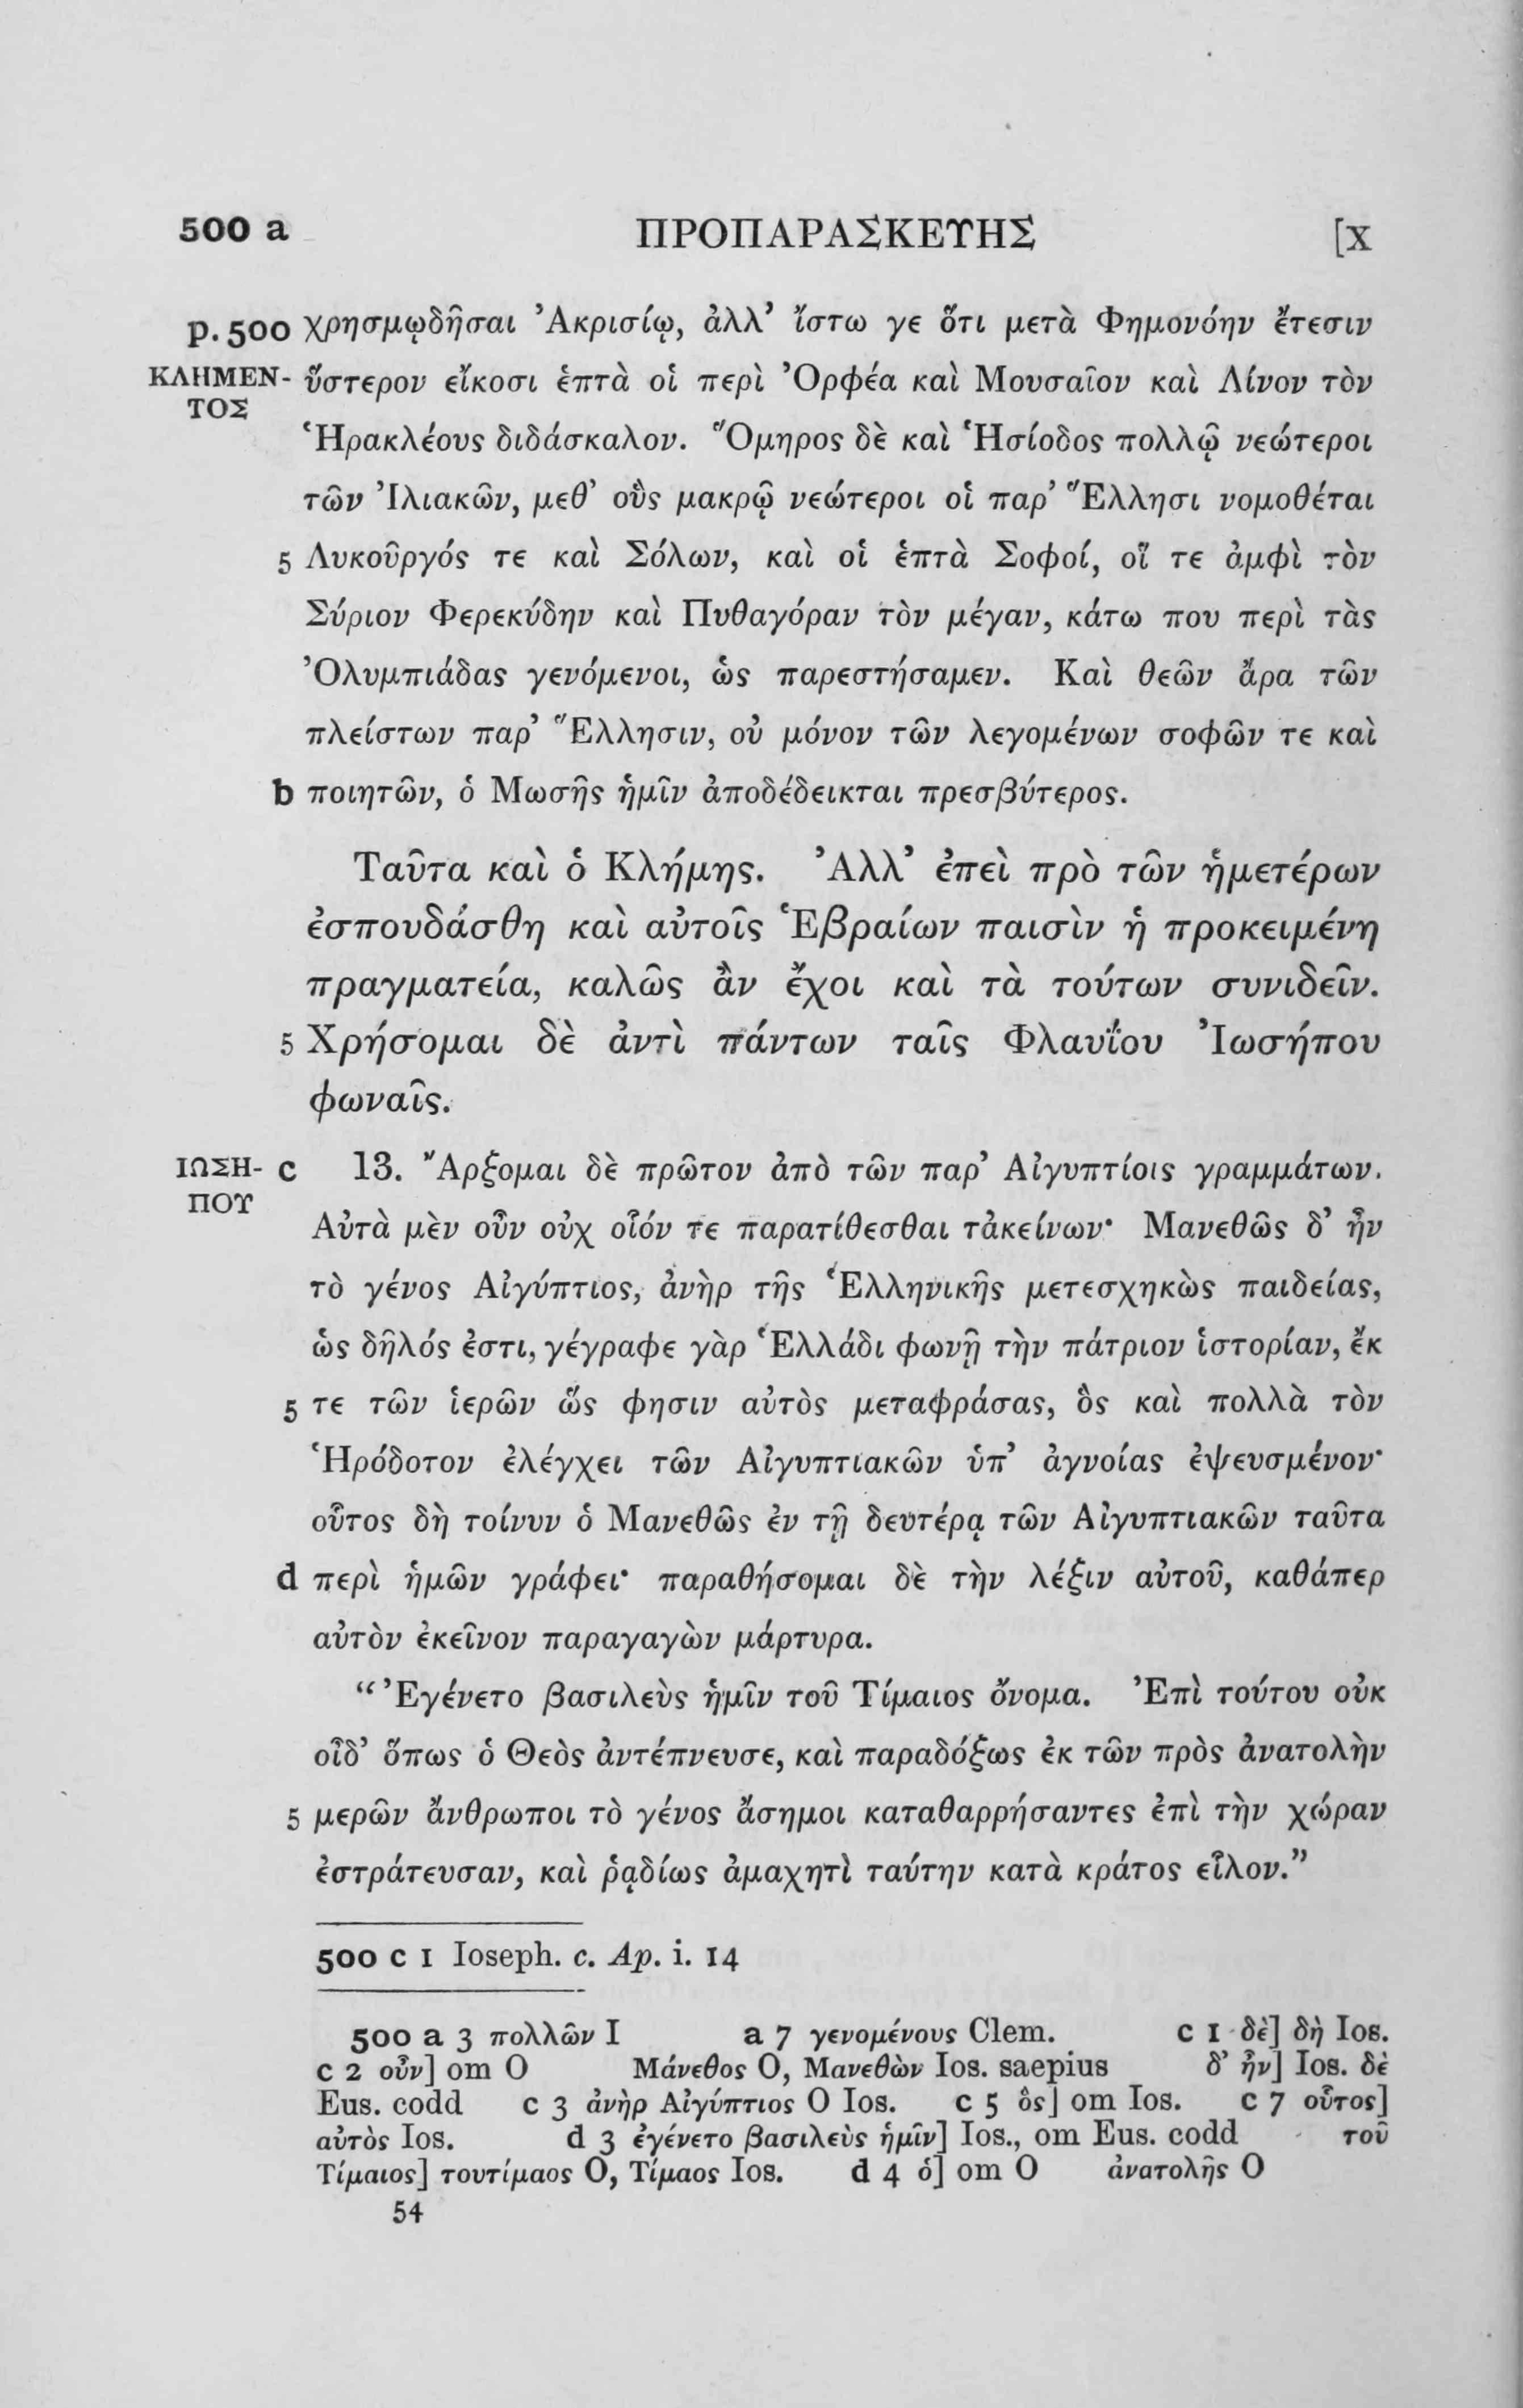 500 a ΠΡΟΠΑΡΑΣΚΕΥΗΣ [X
p. 500 χρησμῳδῆσαι Ἀκρισίῳ, ἀλλ’ ἴστω γε ὅτι μετὰ Φημονόην ἔτεσιν
ΚΛΗΜΕΝ- ὕστερον εἴκοσι ἑπτὰ οἱ περὶ Ὀρφέα καὶ Μουσαῖον καὶ Λίνον τὸν
ΤΟΣ
Ἡρακλέους διδάσκαλον. Ὅμηρος δὲ καὶ Ἡσίοδος πολλῷ νεώτεροι
τῶν Ἰλιακῶν, μεθ’ οὓς μακρῷ νεώτεροι οἱ παρ’ Ἕλλησι νομοθέται
5 Λυκοῦργός τε καὶ Σόλων, καὶ οἱ ἑπτὰ Σοφοί, οἵ τε ἀμφὶ τὸν
Σύριον Φερεκύδην καὶ Πυθαγόραν τὸν μέγαν, κάτω που περὶ τὰς
Ὀλυμπιάδας γενόμενοι, ὡς παρεστήσαμεν. Καὶ θεῶν ἄρα τῶν
πλείστων παρ’ Ἕλλησιν, οὐ μόνον τῶν λεγομένων σοφῶν τε καὶ
b ποιητῶν, ὁ Μωσῆς ἡμῖν ἀποδέδεικται πρεσβύτερος.
Ταῦτα καὶ ὁ Κλήμης. Ἀλλ’ ἐπεὶ πρὸ τῶν ἡμετέρων
ἐσπουδάσθη καὶ αὐτοῖς Ἑβραίων παισὶν ἡ προκειμένη
πραγματεία, καλῶς ἂν ἔχοι καὶ τὰ τούτων συνιδεῖν.
5 Χρήσομαι δὲ ἀντὶ πάντων ταῖς Φλαυΐου Ἰωσήπου
φωναῖς.
ΙΩΣΗ- c 13. Ἄρξομαι δὲ πρῶτον ἀπὸ τῶν παρ’ Αἰγυπτίοις γραμμάτων.
ΠΟΥ
Αὐτὰ μὲν οὖν οὐχ οἷόν τε παρατίθεσθαι τἀκείνων· Μανεθῶς δ’ ἦν
τὸ γένος Αἰγύπτιος, ἀνὴρ τῆς Ἑλληνικῆς μετεσχηκὼς παιδείας,
ὡς δῆλός ἐστι, γέγραφε γὰρ Ἑλλάδι φωνῇ τὴν πάτριον ἱστορίαν, ἔκ
5 τε τῶν ἱερῶν ὥς φησιν αὐτὸς μεταφράσας, ὃς καὶ πολλὰ τὸν
Ἡρόδοτον ἐλέγχει τῶν Αἰγυπτιακῶν ὑπ’ ἀγνοίας ἐψευσμένον·
οὗτος δὴ τοίνυν ὁ Μανεθῶς ἐν τῇ δευτέρᾳ τῶν Αἰγυπτιακῶν ταῦτα
d περὶ ἡμῶν γράφει· παραθήσομαι δὲ τὴν λέξιν αὐτοῦ, καθάπερ
αὐτὸν ἐκεῖνον παραγαγὼν μάρτυρα.
“Ἐγένετο βασιλεὺς ἡμῖν τοῦ Τίμαιος ὄνομα. Ἐπὶ τούτου οὐκ
οἶδ’ ὅπως ὁ Θεὸς ἀντέπνευσε, καὶ παραδόξως ἐκ τῶν πρὸς ἀνατολὴν
5 μερῶν ἄνθρωποι τὸ γένος ἄσημοι καταθαρρήσαντες ἐπὶ τὴν χώραν
ἐστράτευσαν, καὶ ῥᾳδίως ἀμαχητὶ ταύτην κατὰ κράτος εἷλον.”
500 c 1 Ioseph. c. Ap. i. 14
500 a 3 πολλῶν I a 7 γενομένους Clem. c 1 δὲ] δὴ Ios.
c 2 οὖν] om O Μάνεθος O, Μανεθὼν Ios. saepius δ’ ἦν] Ios. δὲ
Eus. codd c 3 ἀνὴρ Αἰγύπτιος O Ios. c 5 ὃς] om Ios. c 7 οὗτος]
αὐτὸς Ios. d 3 ἐγένετο βασιλεὺς ἡμῖν] Ios., om Eus. codd τοῦ
Τίμαιος] τουτίμαος O, Τίμαος Ios. d 4 ὁ] om O ἀνατολῆς O
54